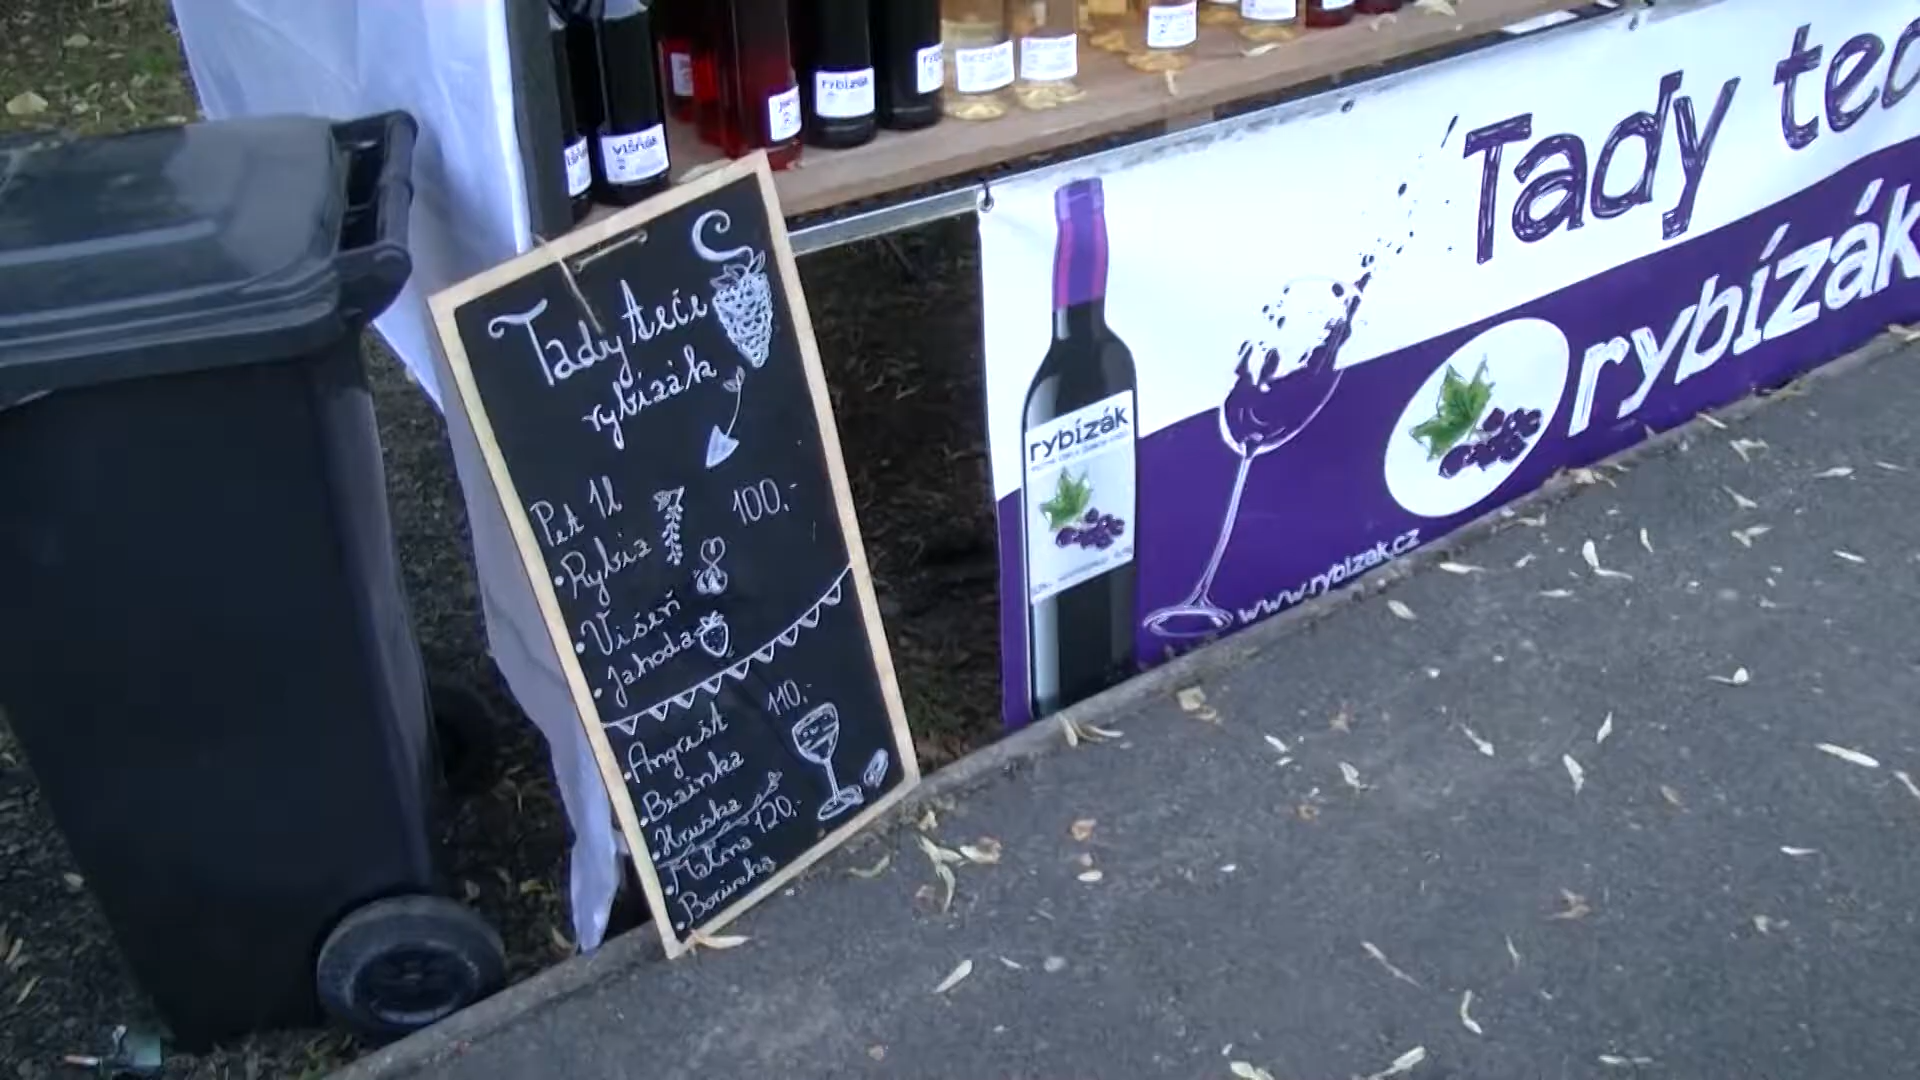 višňák
rybízák
Tady teče
rybízák
Pet 1l
100,-
• Rybíz
• Višeň
• Jahoda
110,-
• Angrešt
• Bezinka
• Hruška
120,-
• Malina
• Borůvka
Tady teč
rybízák
rybízák
www.rybizak.cz